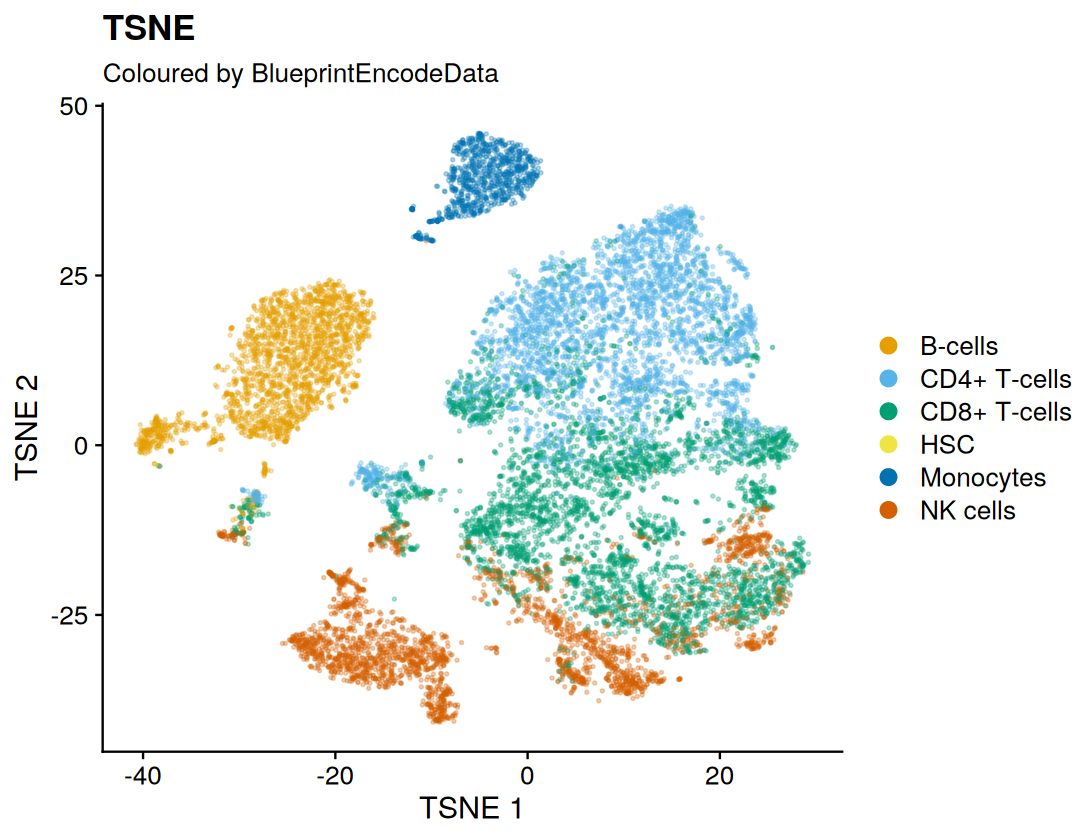 TSNE
Coloured by BlueprintEncodeData
50
25
0
-25
-40
-20
0
20
TSNE 1
TSNE 2
B-cells
CD4+ T-cells
CD8+ T-cells
HSC
Monocytes
NK cells